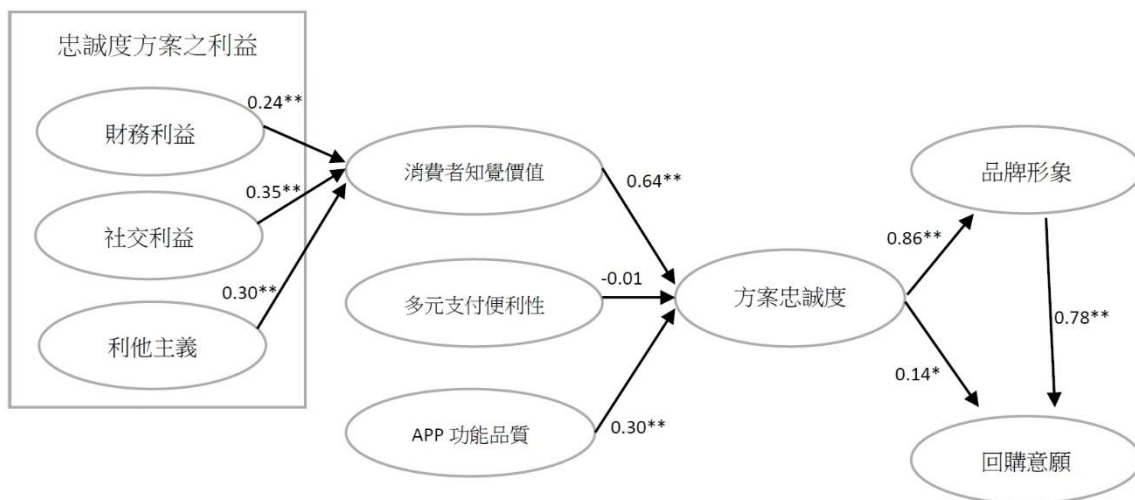 忠誠度方案之利益
財務利益
社交利益
利他主義
0.24**
0.35**
0.30**
消費者知覺價值
多元支付便利性
APP 功能品質
0.64**
-0.01
0.30**
方案忠誠度
0.86**
0.14*
品牌形象
0.78**
回購意願